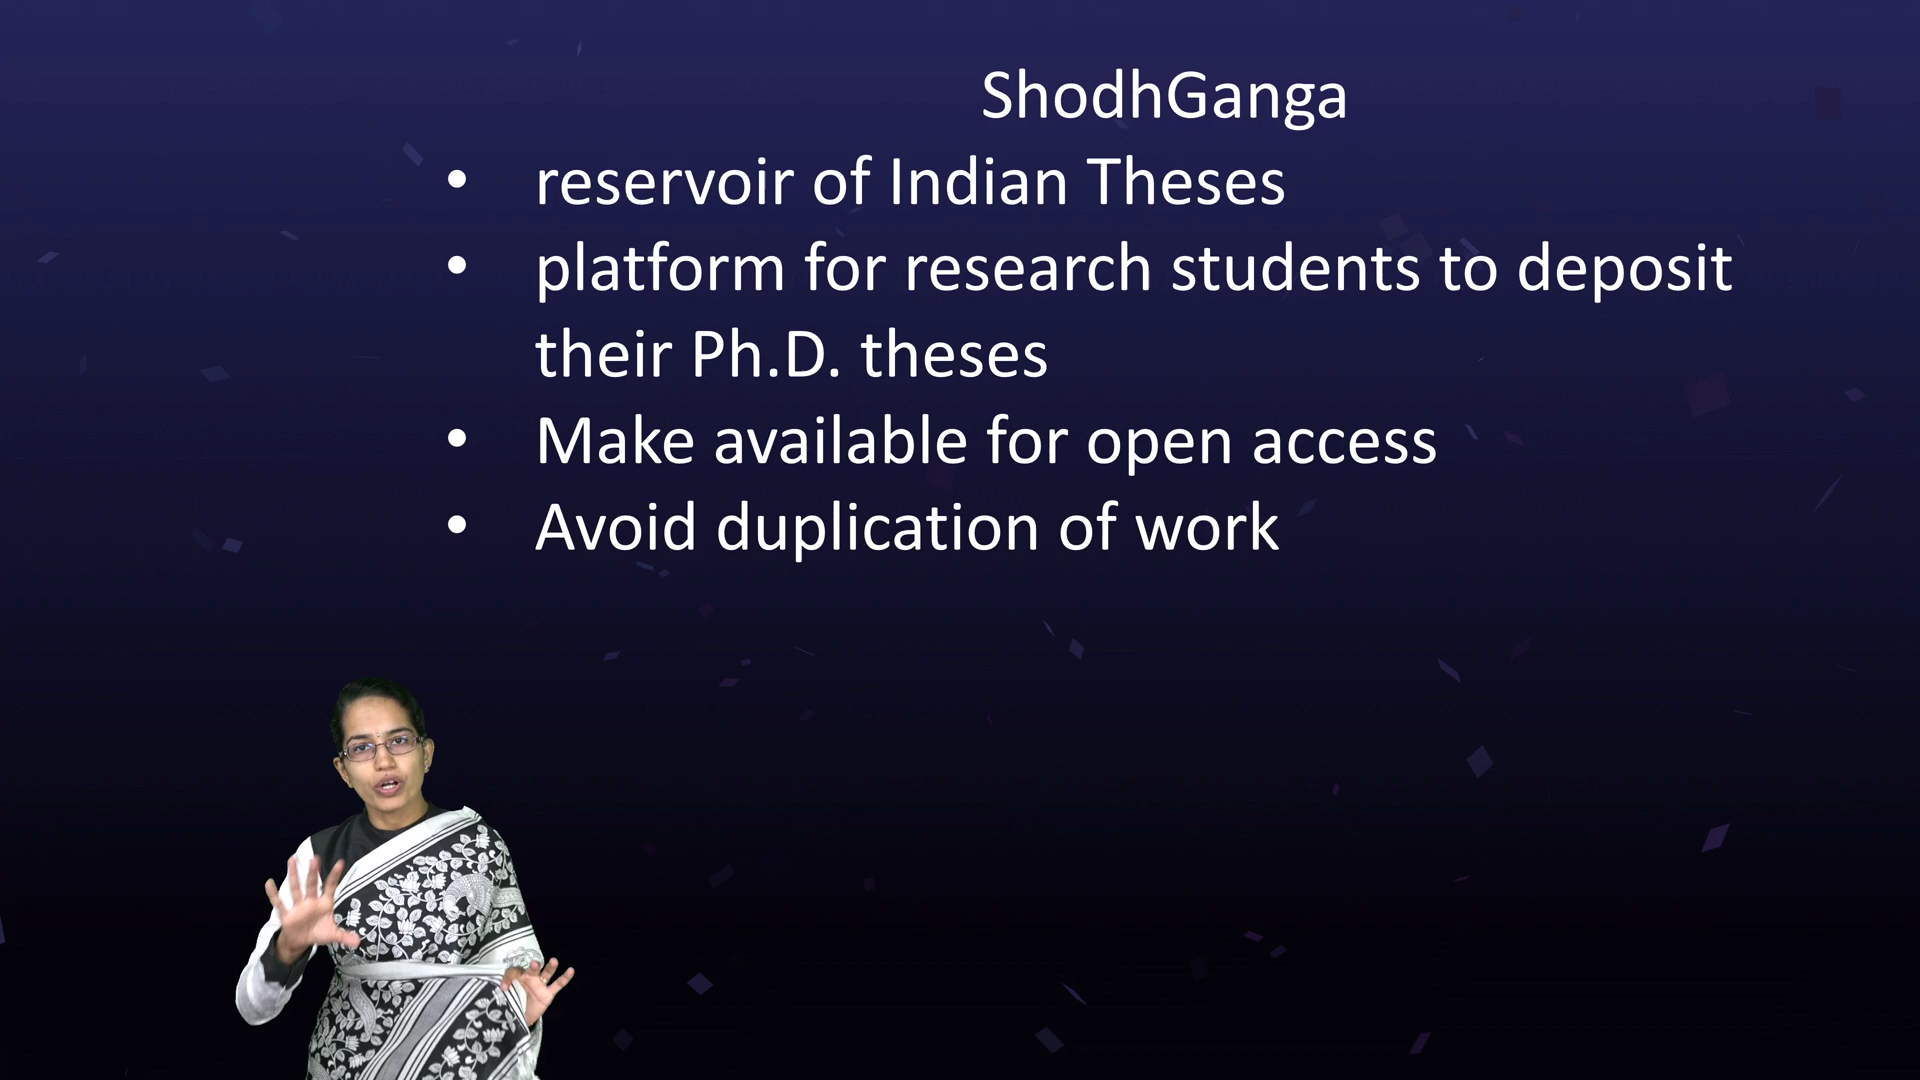 ShodhGanga
• reservoir of Indian Theses
• platform for research students to deposit
their Ph.D. theses
• Make available for open access
• Avoid duplication of work